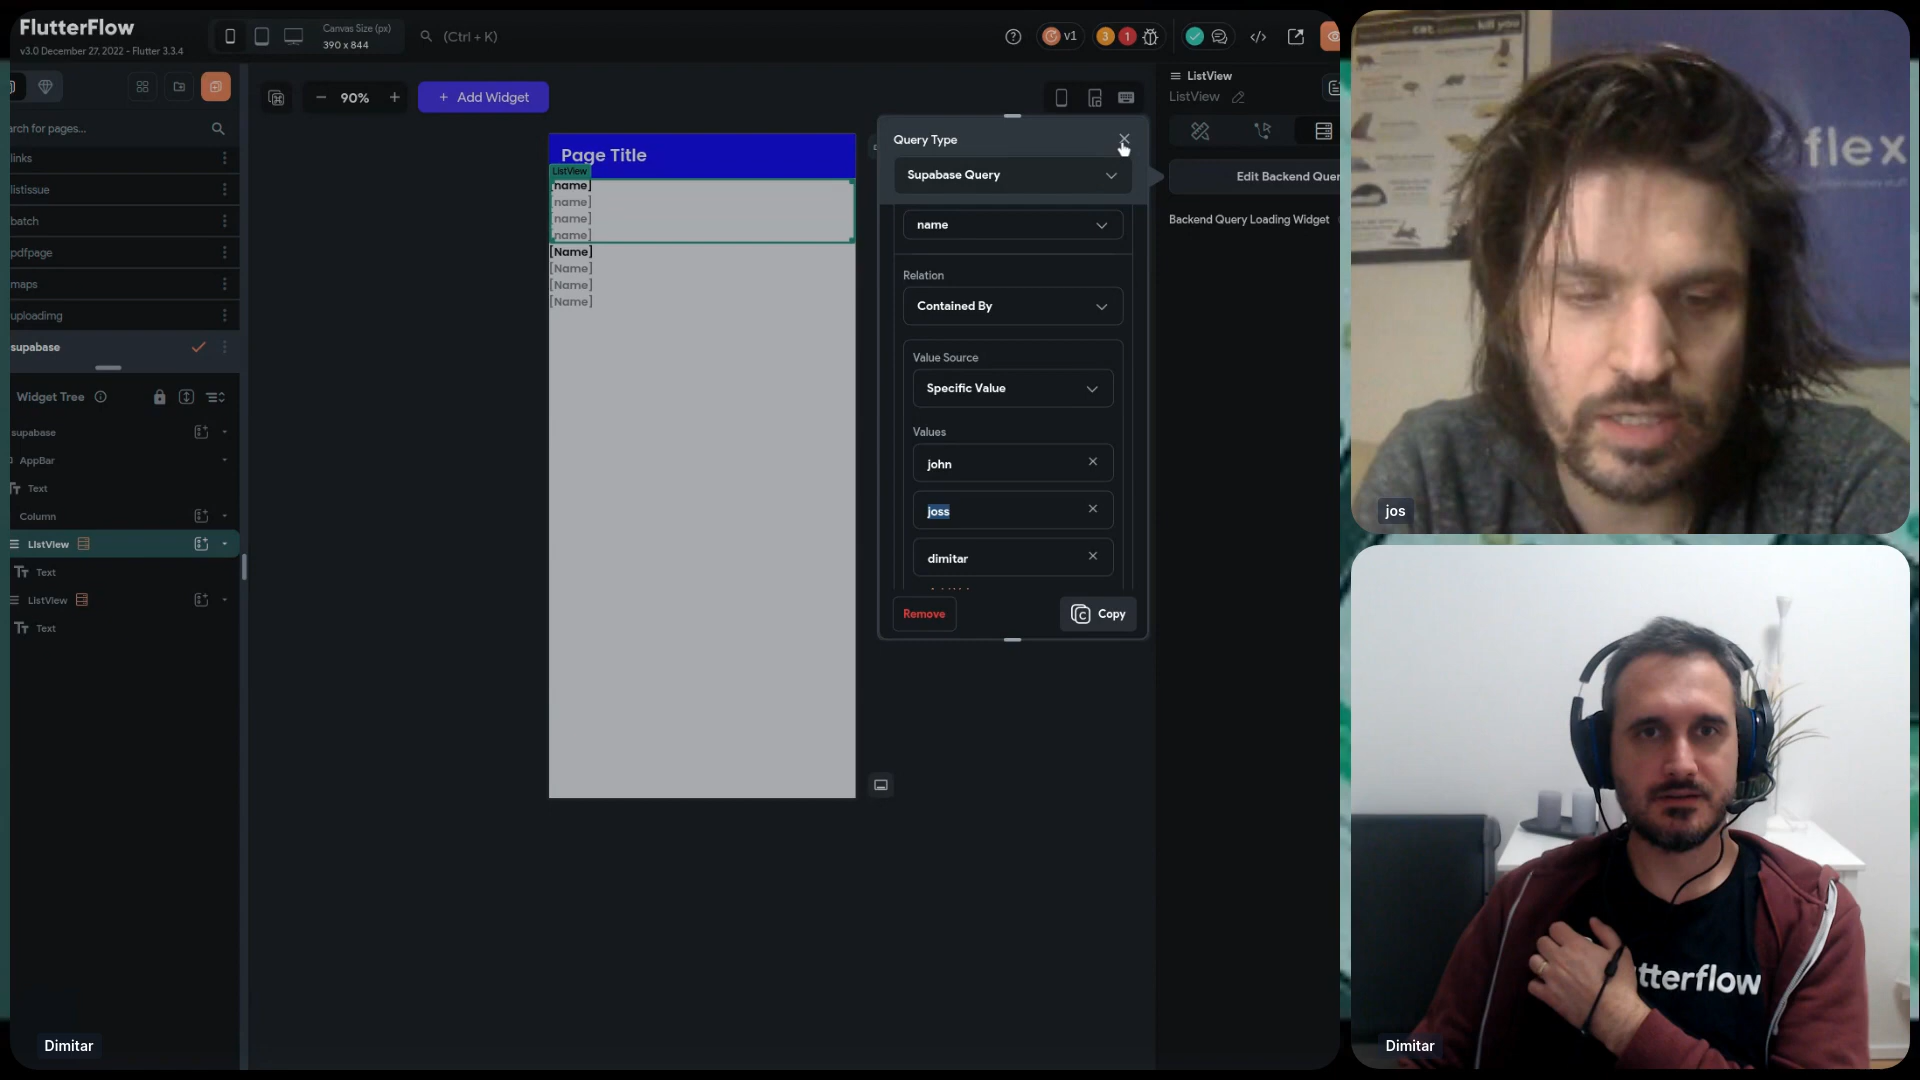 FlutterFlow
v3.0 December 27, 2022 - Flutter 3.3.4
Canvas Size (px)
390 x 844
(Ctrl + K)
v1
3
1
arch for pages...
links
listissue
batch
pdfpage
maps
uploadimg
supabase
Widget Tree
supabase
AppBar
Text
Column
ListView
Text
ListView
Text
Dimitar
90%
+ Add Widget
Page Title
ListView
[name]
[name]
[name]
[name]
[Name]
[Name]
[Name]
[Name]
Query Type
Supabase Query
name
Relation
Contained By
Value Source
Specific Value
Values
john
joss
dimitar
Remove
Copy
ListView
ListView
Edit Backend Quer
Backend Query Loading Widget
kill you
flex
jos
tterflow
Dimitar